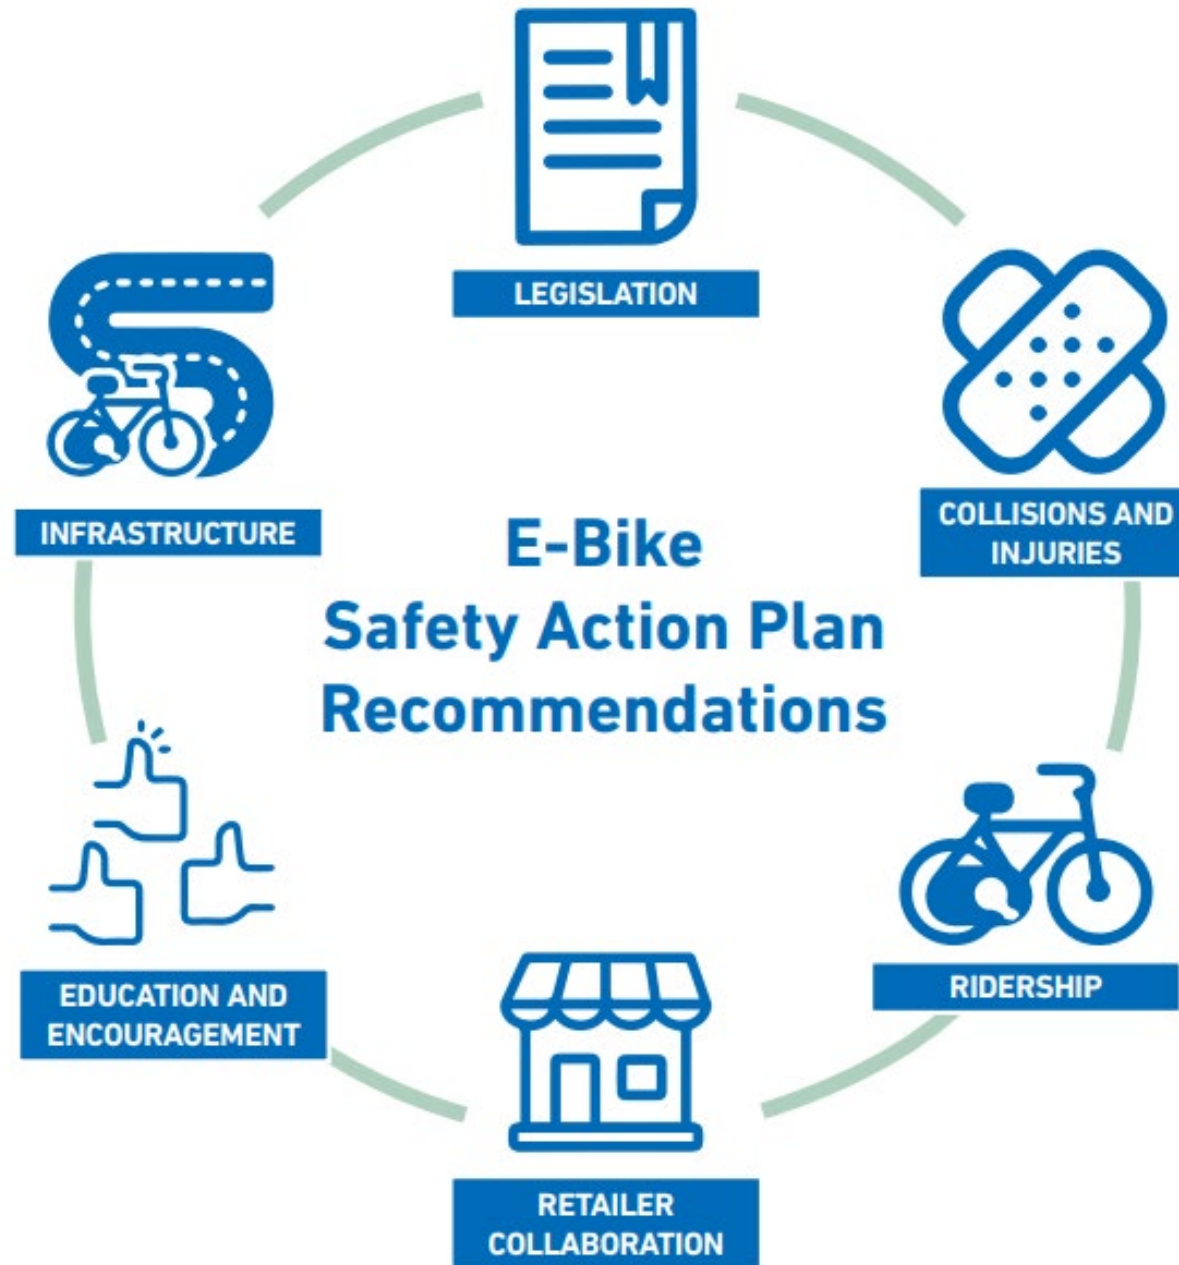 LEGISLATION
INFRASTRUCTURE
COLLISIONS AND
INJURIES
E-Bike
Safety Action Plan
Recommendations
EDUCATION AND
ENCOURAGEMENT
RIDERSHIP
RETAILER
COLLABORATION